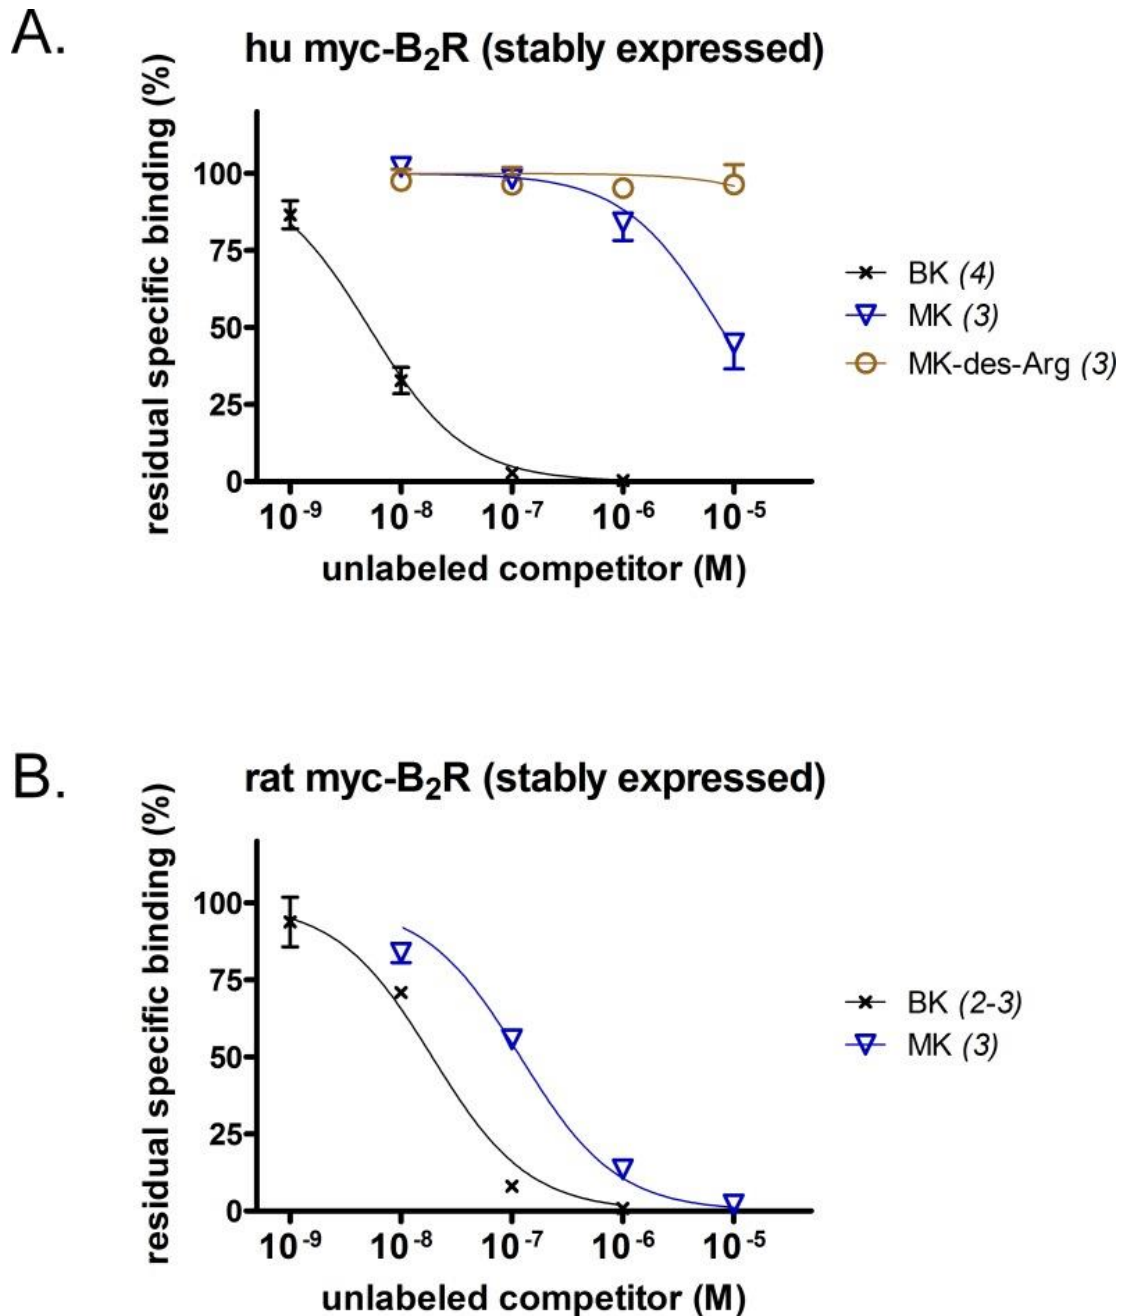 A.
hu myc-B₂R (stably expressed)
residual specific binding (%)
100
75
50
25
0
10⁻⁹ 10⁻⁸ 10⁻⁷ 10⁻⁶ 10⁻⁵
unlabeled competitor (M)
BK (4)
MK (3)
MK-des-Arg (3)
B.
rat myc-B₂R (stably expressed)
residual specific binding (%)
100
75
50
25
0
10⁻⁹ 10⁻⁸ 10⁻⁷ 10⁻⁶ 10⁻⁵
unlabeled competitor (M)
BK (2-3)
MK (3)